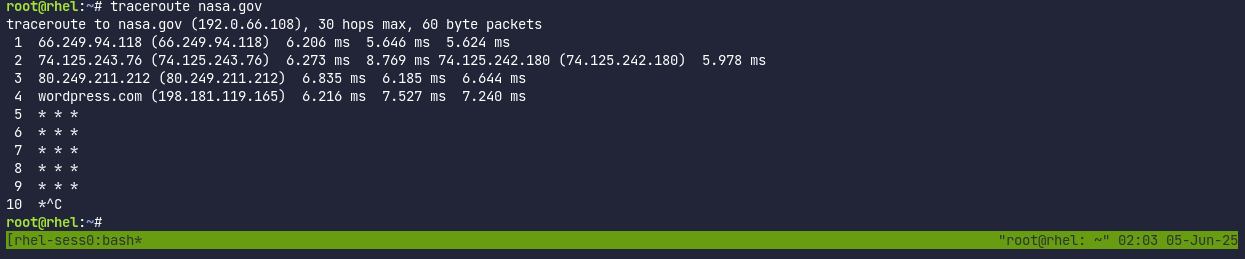 root@rhel:~# traceroute nasa.gov
traceroute to nasa.gov (192.0.66.108), 30 hops max, 60 byte packets
 1  66.249.94.118 (66.249.94.118)  6.206 ms  5.646 ms  5.624 ms
 2  74.125.243.76 (74.125.243.76)  6.273 ms  8.769 ms 74.125.242.180 (74.125.242.180)  5.978 ms
 3  80.249.211.212 (80.249.211.212)  6.835 ms  6.185 ms  6.644 ms
 4  wordpress.com (198.181.119.165)  6.216 ms  7.527 ms  7.240 ms
 5  * * *
 6  * * *
 7  * * *
 8  * * *
 9  * * *
10  *^C
root@rhel:~#
[rhel-sess0:bash* "root@rhel: ~" 02:03 05-Jun-25